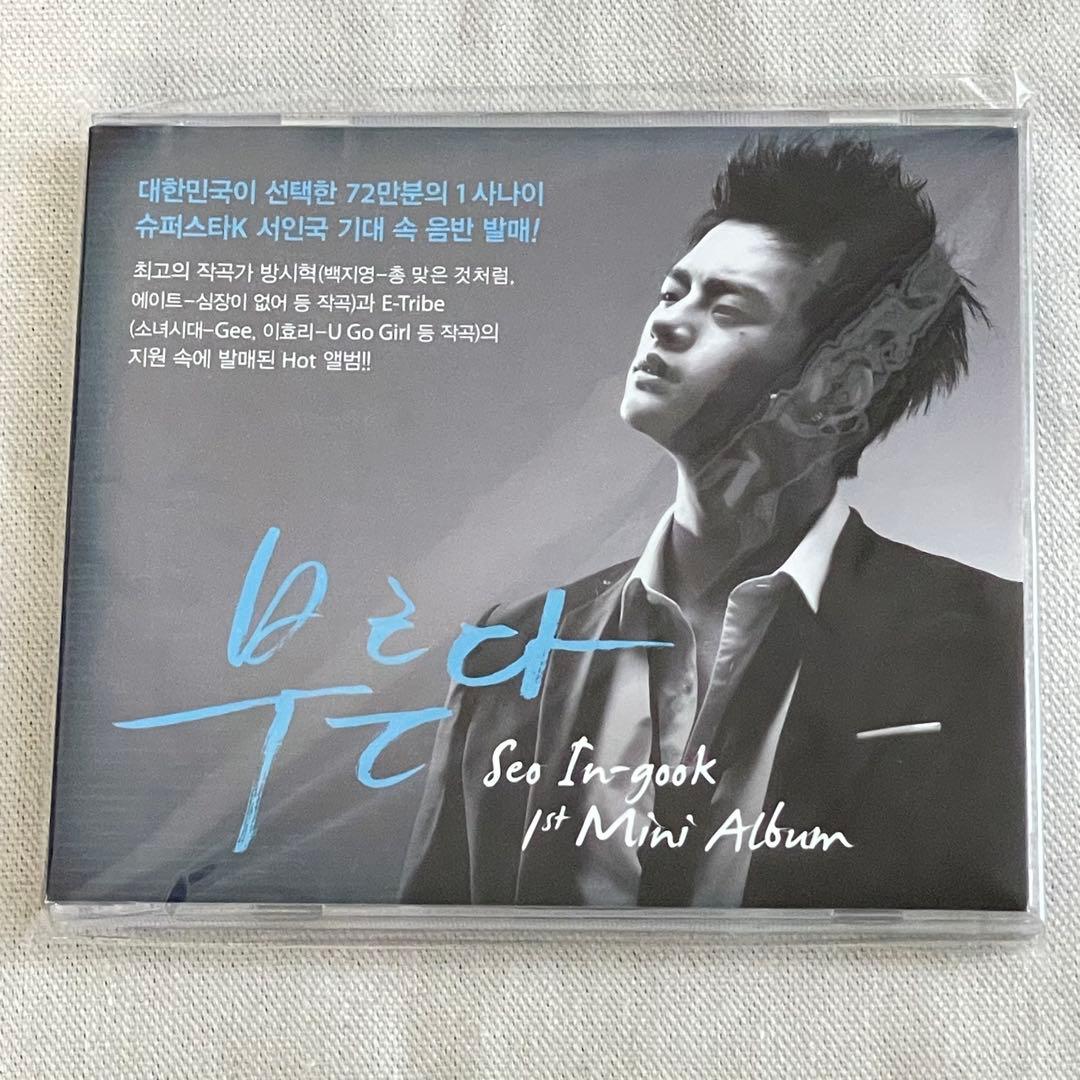 대한민국이 선택한 72만분의 1 사나이
슈퍼스타K 서인국 기대 속 음반 발매!
최고의 작곡가 방시혁(백지영-총 맞은 것처럼,
에이트-심장이 없어 등 작곡)과 E-Tribe
(소녀시대-Gee, 이효리-U Go Girl 등 작곡)의
지원 속에 발매된 Hot 앨범!!
부른다
Seo In-gook
1st Mini Album